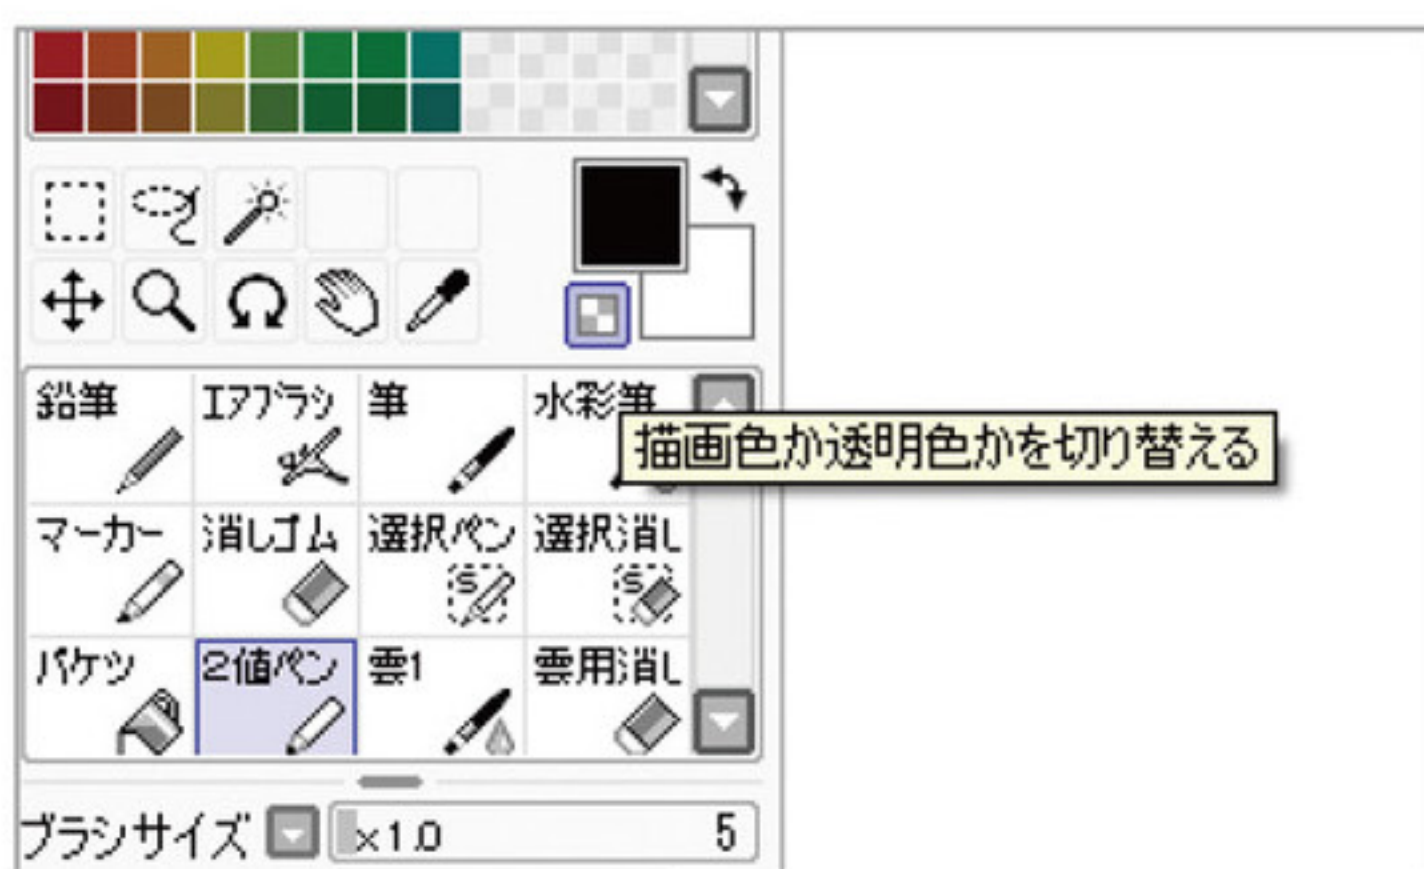 鉛筆 エアブラシ 筆 水彩筆
描画色か透明色かを切り替える
マーカー 消しゴム 選択ペン 選択消し
バケツ 2値ペン 雲1 雲用消し
ブラシサイズ ×1.0 5